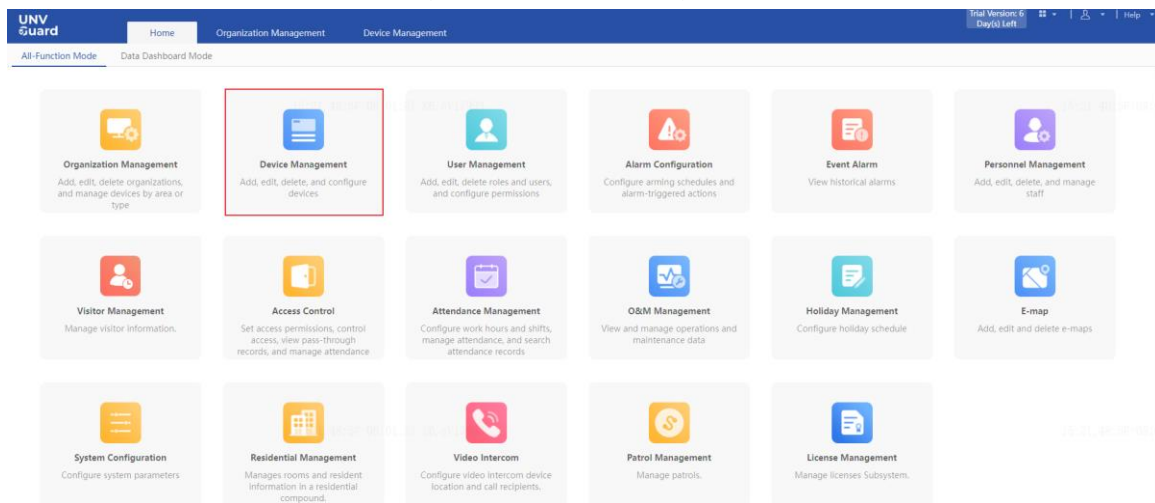 UNV
Guard
Home
Organization Management
Device Management
Trial Version: 6
Day(s) Left
Help
All-Function Mode
Data Dashboard Mode
Organization Management
Add, edit, delete organizations,
and manage devices by area or
type
Device Management
Add, edit, delete, and configure
devices
User Management
Add, edit, delete roles and users,
and configure permissions
Alarm Configuration
Configure arming schedules and
alarm-triggered actions
Event Alarm
View historical alarms
Personnel Management
Add, edit, delete, and manage
staff
Visitor Management
Manage visitor information.
Access Control
Set access permissions, control
access, view pass-through
records, and manage attendance
Attendance Management
Configure work hours and shifts,
manage attendance, and search
attendance records
O&M Management
View and manage operations and
maintenance data
Holiday Management
Configure holiday schedule
E-map
Add, edit and delete e-maps
System Configuration
Configure system parameters
Residential Management
Manages rooms and resident
information in a residential
compound.
Video Intercom
Configure video intercom device
location and call recipients.
Patrol Management
Manage patrols.
License Management
Manage licenses Subsystem.